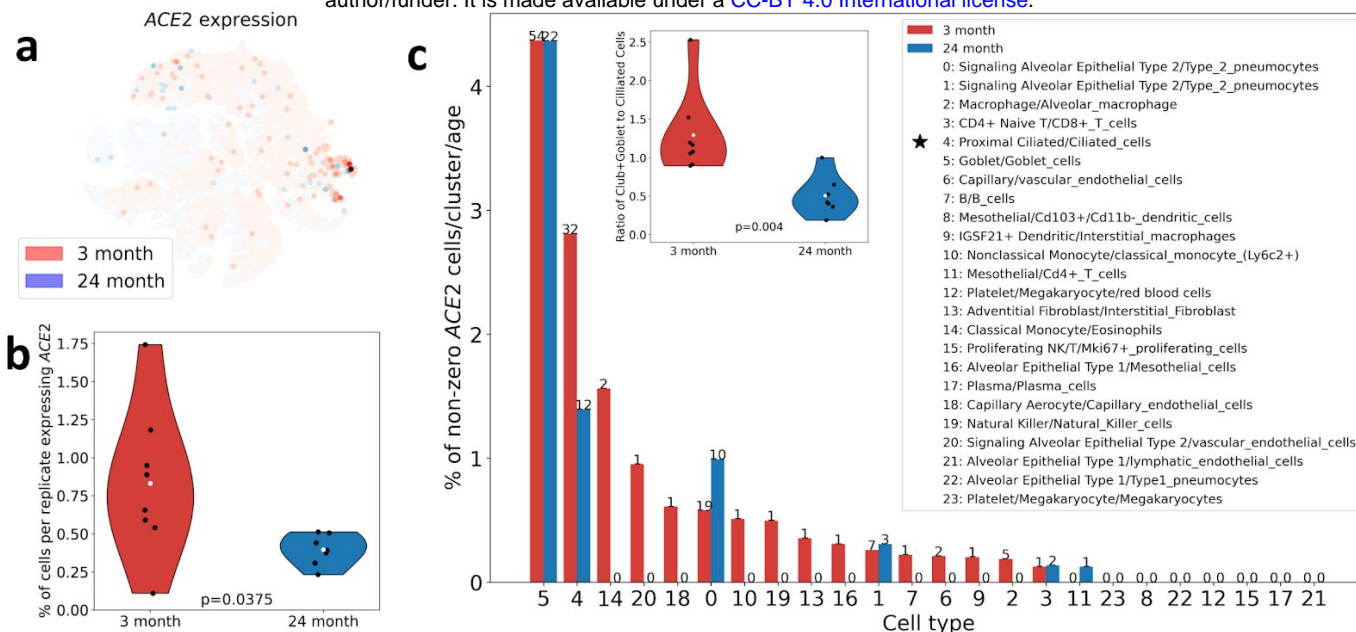 author/funder. It is made available under a CC-BY 4.0 International license.
a
ACE2 expression
3 month
24 month
b
% of cells per replicate expressing ACE2
1.75
1.50
1.25
1.00
0.75
0.50
0.25
0.00
p=0.0375
3 month
24 month
c
% of non-zero ACE2 cells/cluster/age
4
3
2
1
0
54 22
32 12
2 0
1 0
1 0
19 10
1 0
1 0
1 0
1 0
7 3
1 0
2 0
1 0
5 0
1 2
0 1
0 0
0 0
0 0
0 0
0 0
0 0
0 0
5 4 14 20 18 0 10 19 13 16 1 7 6 9 2 3 11 23 8 22 12 15 17 21
Cell type
Ratio of Club+Goblet to Cilliated Cells
2.5
2.0
1.5
1.0
0.5
0.0
p=0.004
3 month
24 month
3 month
24 month
0: Signaling Alveolar Epithelial Type 2/Type_2_pneumocytes
1: Signaling Alveolar Epithelial Type 2/Type_2_pneumocytes
2: Macrophage/Alveolar_macrophage
3: CD4+ Naive T/CD8+_T_cells
★ 4: Proximal Ciliated/Ciliated_cells
5: Goblet/Goblet_cells
6: Capillary/vascular_endothelial_cells
7: B/B_cells
8: Mesothelial/Cd103+/Cd11b-_dendritic_cells
9: IGSF21+ Dendritic/Interstitial_macrophages
10: Nonclassical Monocyte/classical_monocyte_(Ly6c2+)
11: Mesothelial/Cd4+_T_cells
12: Platelet/Megakaryocyte/red blood cells
13: Adventitial Fibroblast/Interstitial_Fibroblast
14: Classical Monocyte/Eosinophils
15: Proliferating NK/T/Mki67+_proliferating_cells
16: Alveolar Epithelial Type 1/Mesothelial_cells
17: Plasma/Plasma_cells
18: Capillary Aerocyte/Capillary_endothelial_cells
19: Natural Killer/Natural_Killer_cells
20: Signaling Alveolar Epithelial Type 2/vascular_endothelial_cells
21: Alveolar Epithelial Type 1/lymphatic_endothelial_cells
22: Alveolar Epithelial Type 1/Type1_pneumocytes
23: Platelet/Megakaryocyte/Megakaryocytes